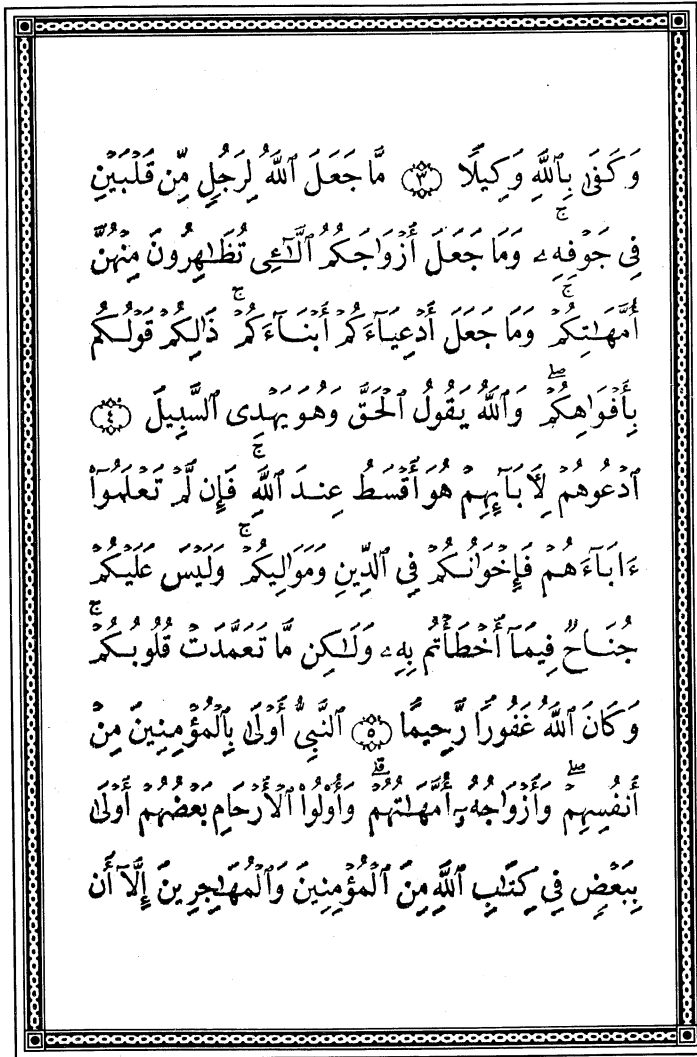 وَكَفَىٰ بِٱللَّهِ وَكِيلًا ﴿٣﴾ مَّا جَعَلَ ٱللَّهُ لِرَجُلٍ مِّن قَلْبَيْنِ
فِى جَوْفِهِۦ ۚ وَمَا جَعَلَ أَزْوَٰجَكُمُ ٱلَّـٰٓـِٔى تُظَـٰهِرُونَ مِنْهُنَّ
أُمَّهَـٰتِكُمْ ۚ وَمَا جَعَلَ أَدْعِيَآءَكُمْ أَبْنَآءَكُمْ ۚ ذَٰلِكُمْ قَوْلُكُم
بِأَفْوَٰهِكُمْ ۖ وَٱللَّهُ يَقُولُ ٱلْحَقَّ وَهُوَ يَهْدِى ٱلسَّبِيلَ ﴿٤﴾
ٱدْعُوهُمْ لِـَٔابَآئِهِمْ هُوَ أَقْسَطُ عِندَ ٱللَّهِ ۚ فَإِن لَّمْ تَعْلَمُوٓا۟
ءَابَآءَهُمْ فَإِخْوَٰنُكُمْ فِى ٱلدِّينِ وَمَوَٰلِيكُمْ ۚ وَلَيْسَ عَلَيْكُمْ
جُنَاحٌ فِيمَآ أَخْطَأْتُم بِهِۦ وَلَـٰكِن مَّا تَعَمَّدَتْ قُلُوبُكُمْ ۚ
وَكَانَ ٱللَّهُ غَفُورًا رَّحِيمًا ﴿٥﴾ ٱلنَّبِىُّ أَوْلَىٰ بِٱلْمُؤْمِنِينَ مِنْ
أَنفُسِهِمْ ۖ وَأَزْوَٰجُهُۥٓ أُمَّهَـٰتُهُمْ ۗ وَأُو۟لُوا۟ ٱلْأَرْحَامِ بَعْضُهُمْ أَوْلَىٰ
بِبَعْضٍ فِى كِتَـٰبِ ٱللَّهِ مِنَ ٱلْمُؤْمِنِينَ وَٱلْمُهَـٰجِرِينَ إِلَّآ أَن